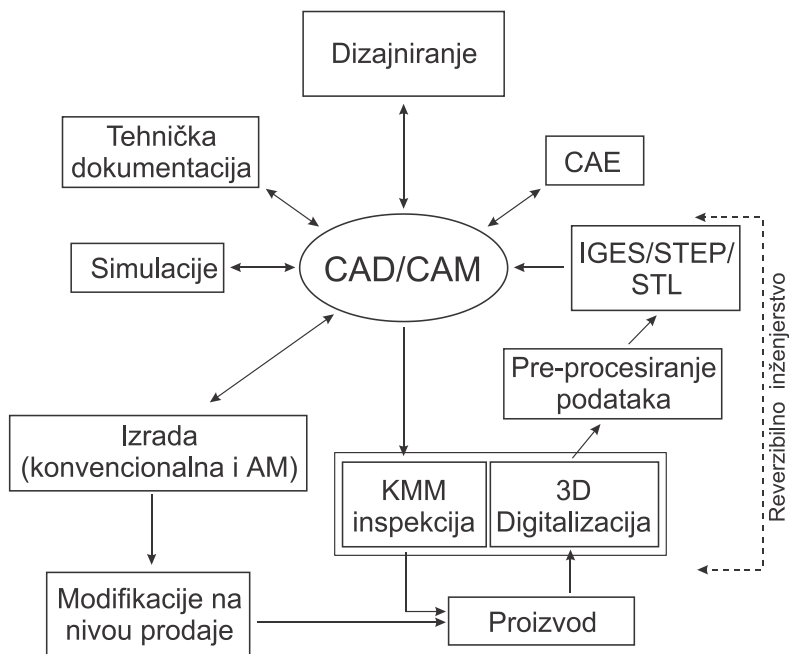 Dizajniranje
Tehnička
dokumentacija
CAE
Simulacije
CAD/CAM
IGES/STEP/
STL
Pre-procesiranje
podataka
Izrada
(konvencionalna i AM)
KMM
inspekcija
3D
Digitalizacija
Modifikacije na
nivou prodaje
Proizvod
Reverzibilno inženjerstvo